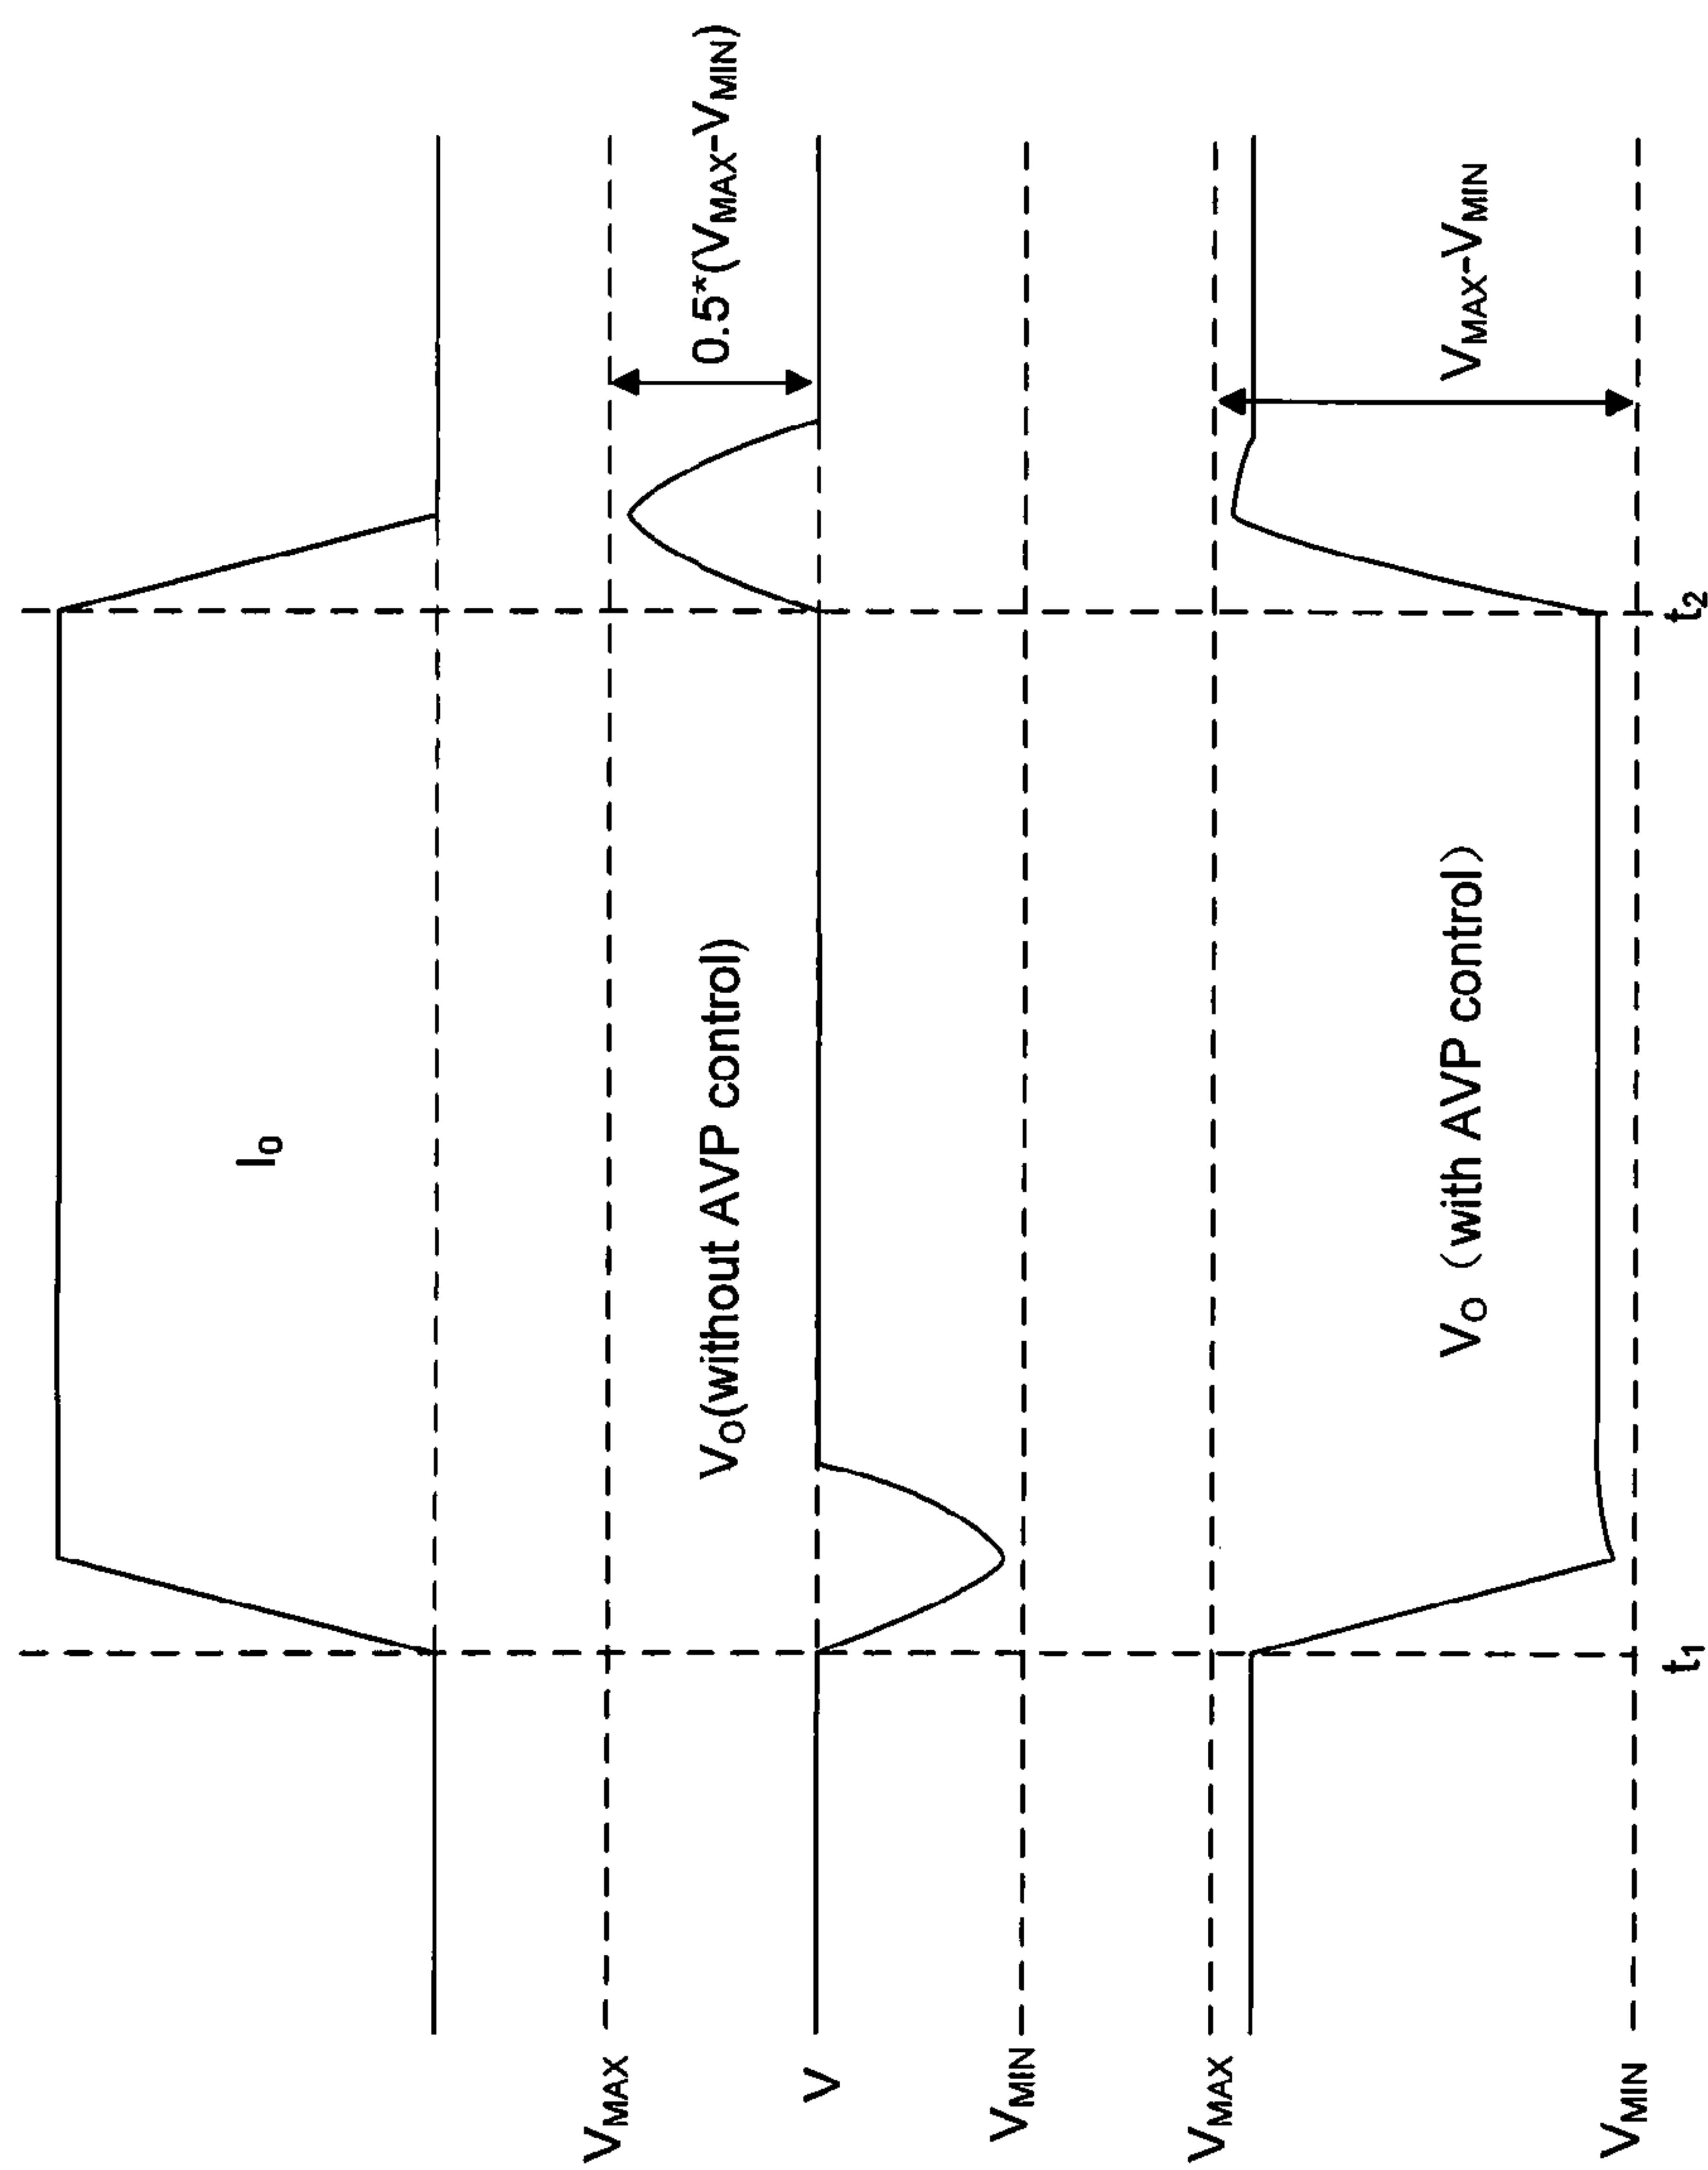 I₀
V_MAX
0.5*(V_MAX-V_MIN)
V_O(without AVP control)
V
V_MIN
V_MAX
V_MAX-V_MIN
V_O (with AVP control)
V_MIN
t₁
t₂